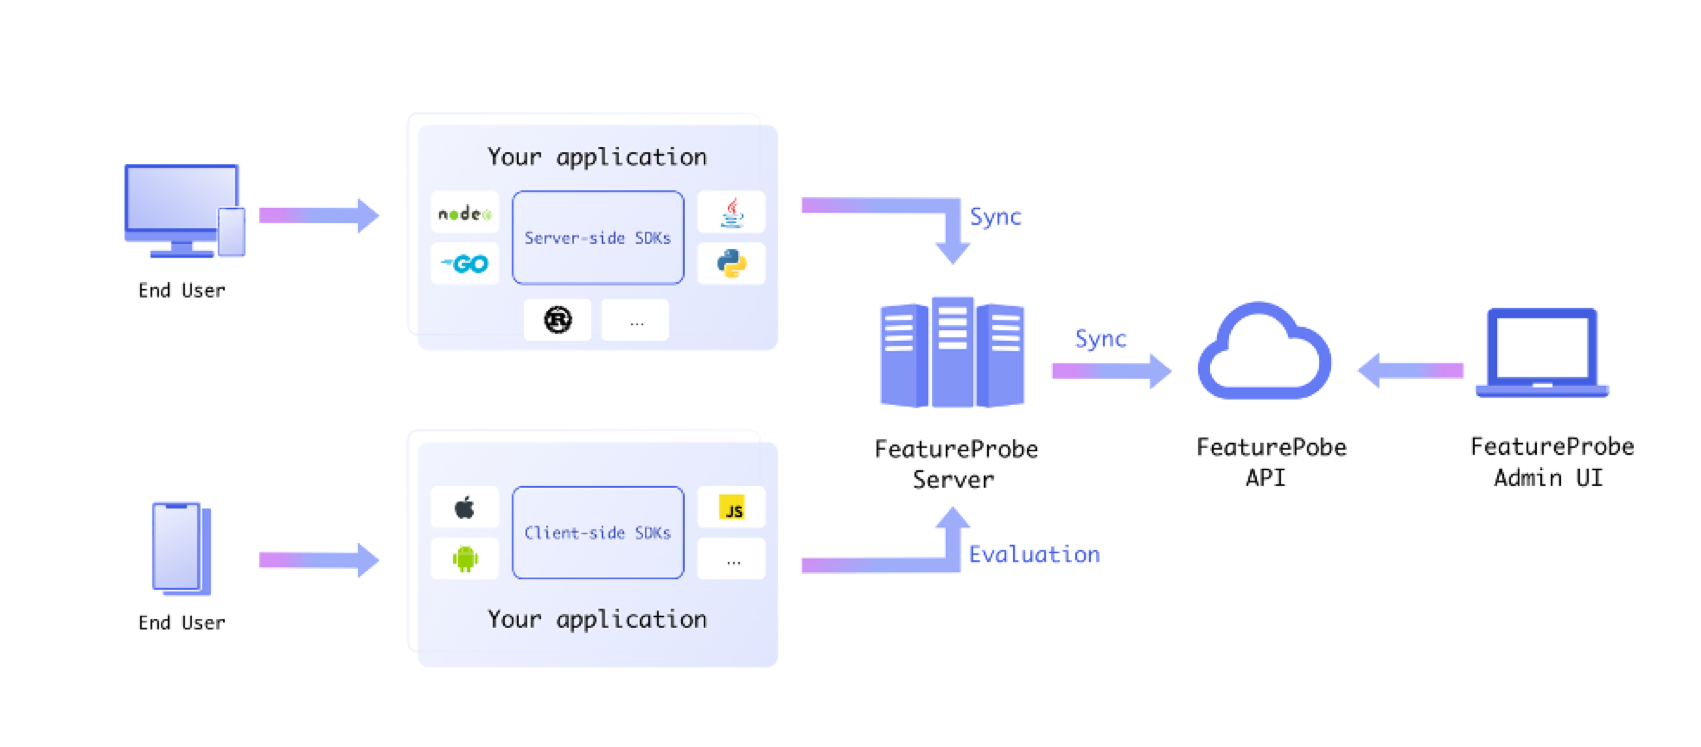 Your application
node
Server-side SDKs
GO
R
...
End User
Sync
Sync
FeatureProbe
Server
FeaturePobe
API
FeatureProbe
Admin UI
Client-side SDKs
JS
...
Your application
End User
Evaluation